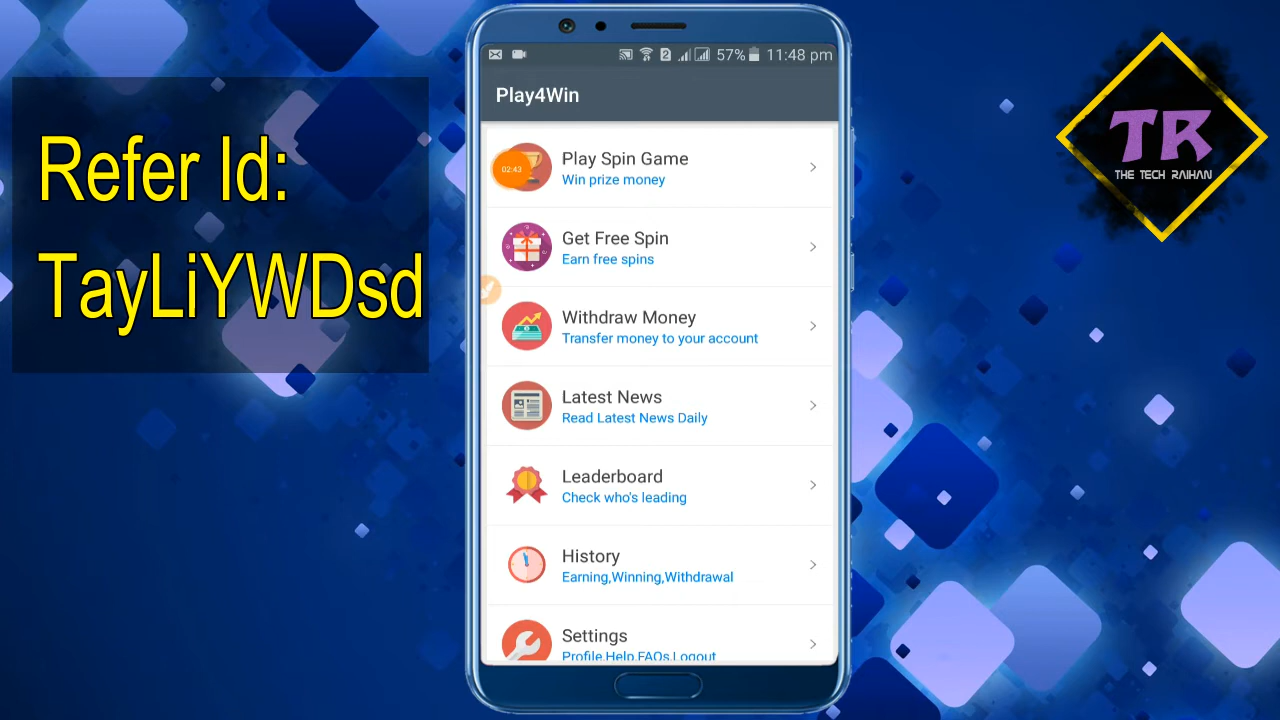 Refer Id:
TayLiYWDsd
57% 11:48 pm
Play4Win
02:43
Play Spin Game
Win prize money
Get Free Spin
Earn free spins
Withdraw Money
Transfer money to your account
Latest News
Read Latest News Daily
Leaderboard
Check who's leading
History
Earning,Winning,Withdrawal
Settings
Profile,Help,FAQs,Logout
TR
THE TECH RAIHAN